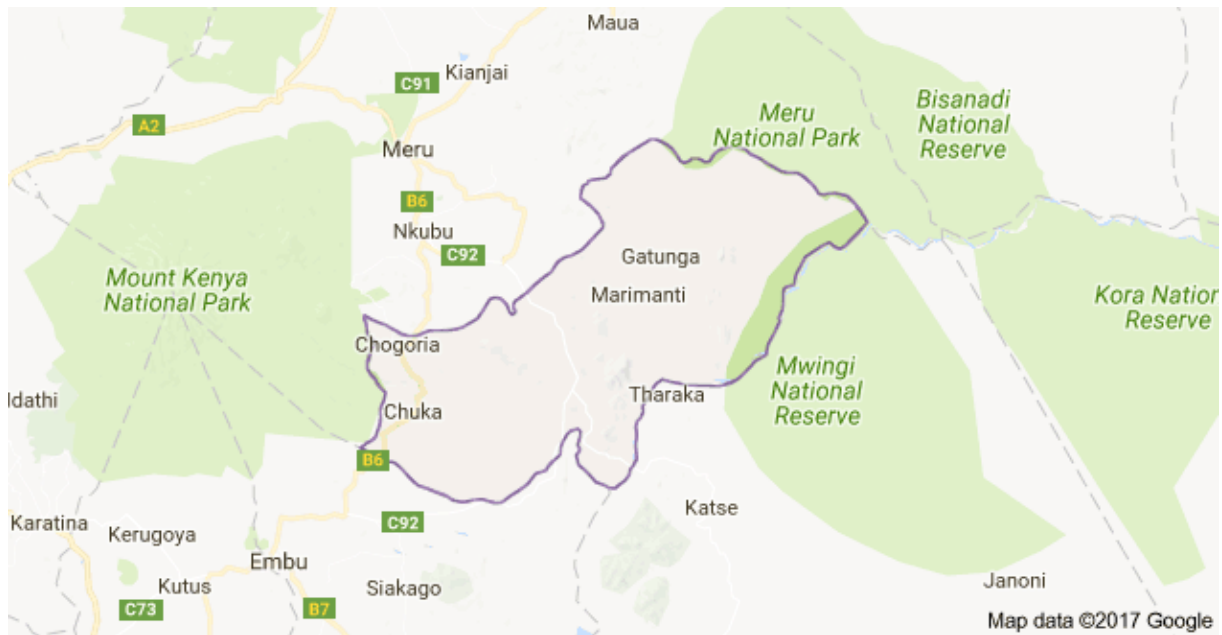 Maua
Kianjai
C91
A2
Meru
National Park
Bisanadi
National
Reserve
Meru
B6
Nkubu
C92
Gatunga
Mount Kenya
National Park
Marimanti
Kora Nation
Reserve
Chogoria
Mwingi
National
Reserve
Tharaka
Idathi
Chuka
B6
Katse
Karatina
C92
Kerugoya
Embu
Kutus
Siakago
Janoni
C73
B7
Map data ©2017 Google